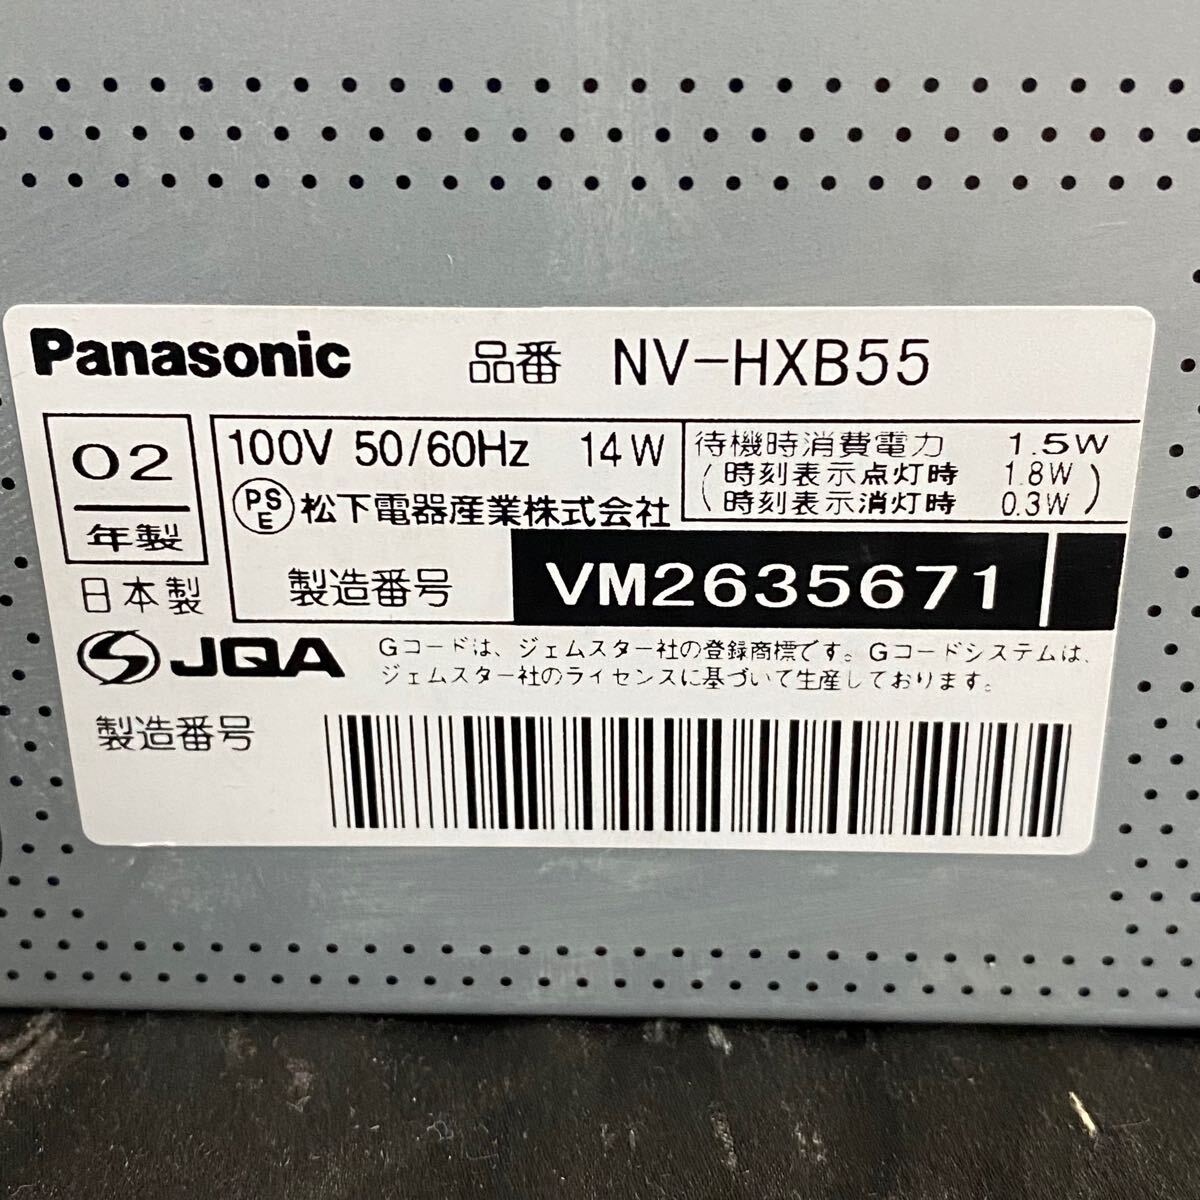 Panasonic 品番 NV-HXB55
02
年製
日本製
100V 50/60Hz 14W
PS
E
松下電器産業株式会社
待機時消費電力 1.5W
(時刻表示点灯時 1.8W
時刻表示消灯時 0.3W)
製造番号 VM2635671
JQA
Gコードは、ジェムスター社の登録商標です。Gコードシステムは、
ジェムスター社のライセンスに基づいて生産しております。
製造番号